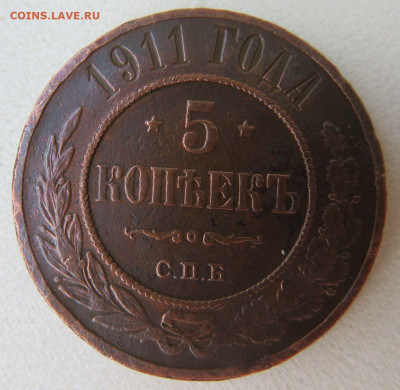 COINS.LAVE.RU
1911 ГОДА
5
КОПѢЕКЪ
С.П.Б